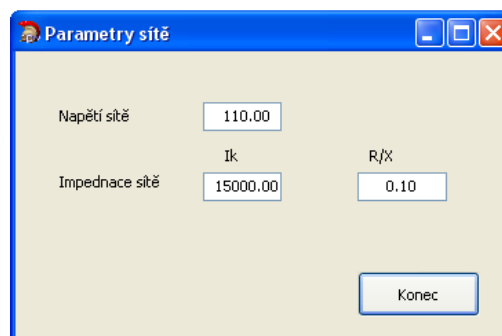 Parametry sítě
Napětí sítě 110.00
Ik R/X
Impednace sítě 15000.00 0.10
Konec